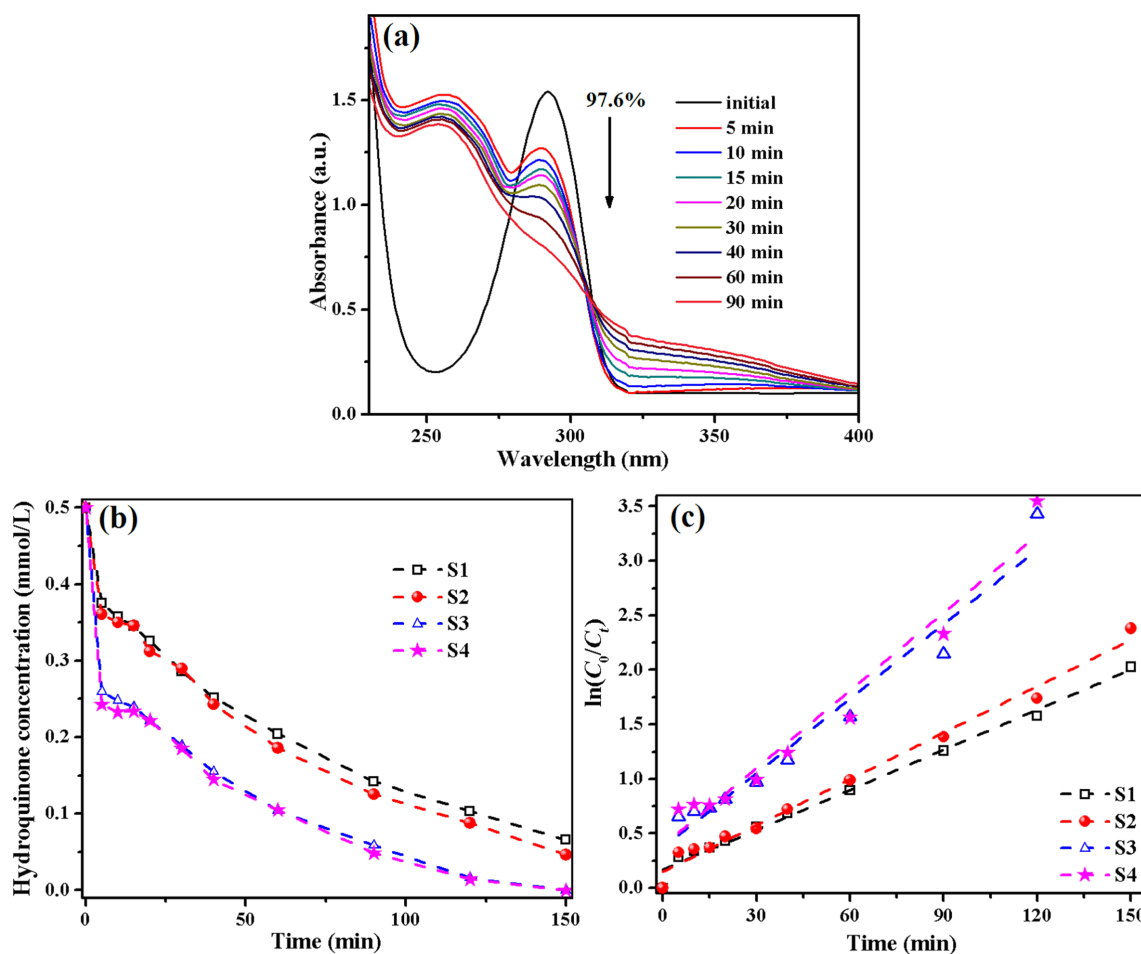 (a)
97.6%
initial
5 min
10 min
15 min
20 min
30 min
40 min
60 min
90 min
Absorbance (a.u.)
1.5
1.0
0.5
0.0
250 300 350 400
Wavelength (nm)
(b)
S1
S2
S3
S4
Hydroquinone concentration (mmol/L)
0.5
0.4
0.3
0.2
0.1
0.0
0 50 100 150
Time (min)
(c)
ln(C0/Ct)
3.5
3.0
2.5
2.0
1.5
1.0
0.5
0.0
S1
S2
S3
S4
0 30 60 90 120 150
Time (min)